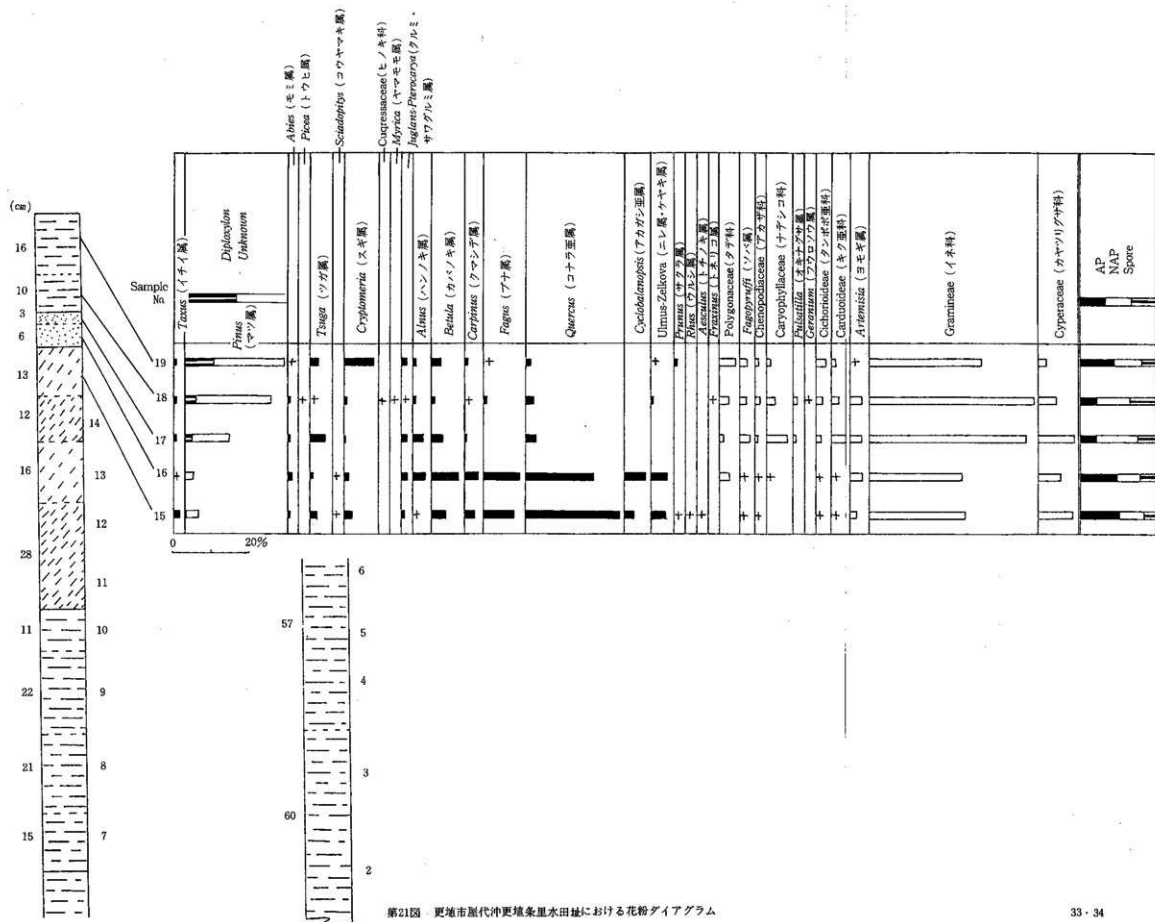 Abies (モミ属)
Picea (トウヒ属)
Sciadopitys (コウヤマキ属)
Cuqressaceae(ヒノキ科)
Myrica (ヤマモモ属)
Juglans-Pterocarya(クルミ・
サワグルミ属)
(cm)
Sample
No.
Taxus (イチイ属)
Diploxylon
Unknown
Pinus
(マツ属)
Tsuga (ツガ属)
Cryptomeria (スギ属)
Alnus (ハンノキ属)
Betula (カバノキ属)
Carpinus (クマシデ属)
Fagus (ブナ属)
Quercus (コナラ亜属)
Cyclobalanopsis (アカガシ亜属)
Ulmus-Zelkova (ニレ属・ケヤキ属)
Prunus (サクラ属)
Rhus (ウルシ属)
Aesculus (トチノキ属)
Fraxinus (トネリコ属)
Polygonaceae(タデ科)
Fagopyruffi (ソバ属)
Chenopodiaceae (アカザ科)
Caryophyllaceae (ナデシコ科)
Pulsatilla (オキナグサ属)
Geranium (フウロソウ属)
Cichorioideae (タンポポ亜科)
Carduoideae (キク亜科)
Artemisia (ヨモギ属)
Gramineae (イネ科)
Cyperaceae (カヤツリグサ科)
AP
NAP
Spore
16
10
3
6
13
12
16
28
11
22
21
15
14
13
12
11
10
9
8
7
19
+ + +
+
18
+ + + + + + + +
17
16
+ + + + + + +
15
+ + + + + + + + +
0 20%
57
60
6
5
4
3
2
第21図 更埴市屋代沖更埴条里水田址における花粉ダイアグラム
33・34